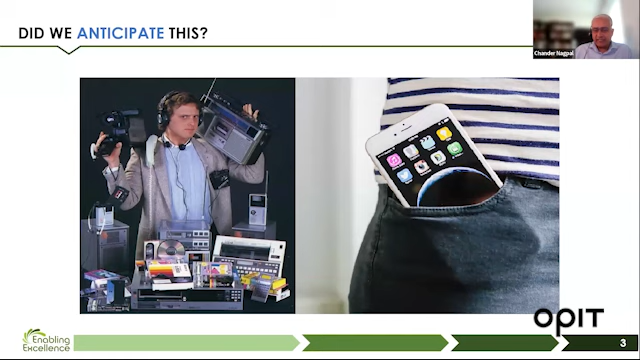 DID WE ANTICIPATE THIS?
Chander Nagpal
OPIT
Enabling
Excellence
3